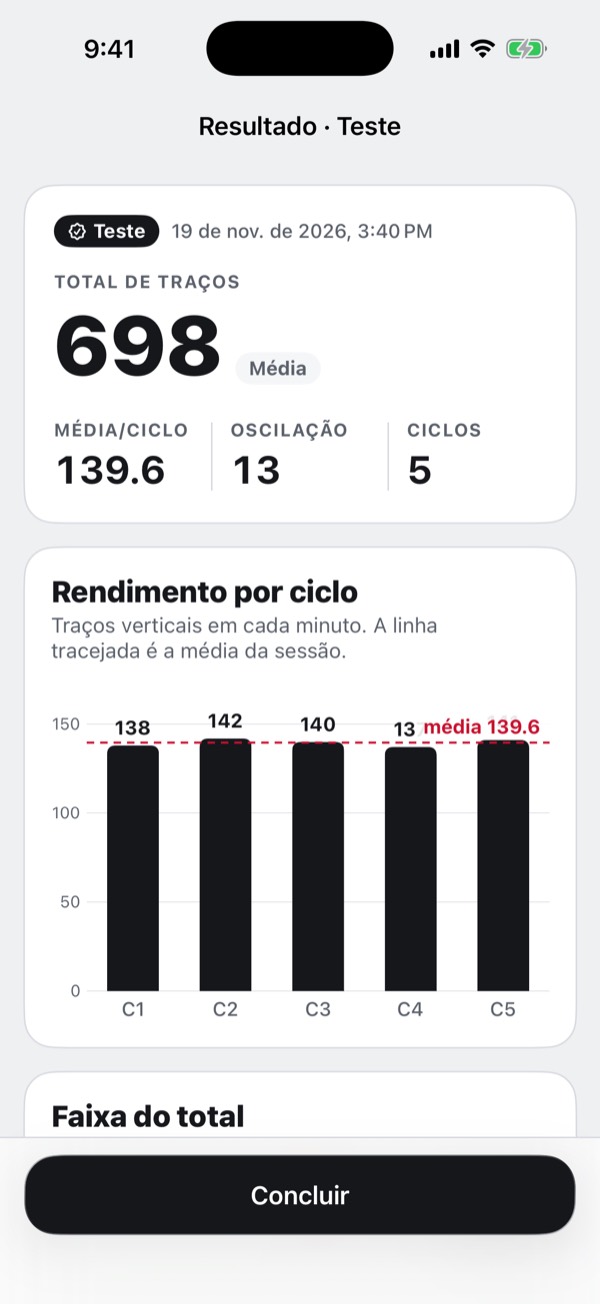 9:41
Resultado · Teste
Teste 19 de nov. de 2026, 3:40 PM
TOTAL DE TRAÇOS
698 Média
MÉDIA/CICLO OSCILAÇÃO CICLOS
139.6 13 5
Rendimento por ciclo
Traços verticais em cada minuto. A linha
tracejada é a média da sessão.
150 138 142 140 13 média 139.6
100
50
0
C1 C2 C3 C4 C5
Faixa do total
Concluir